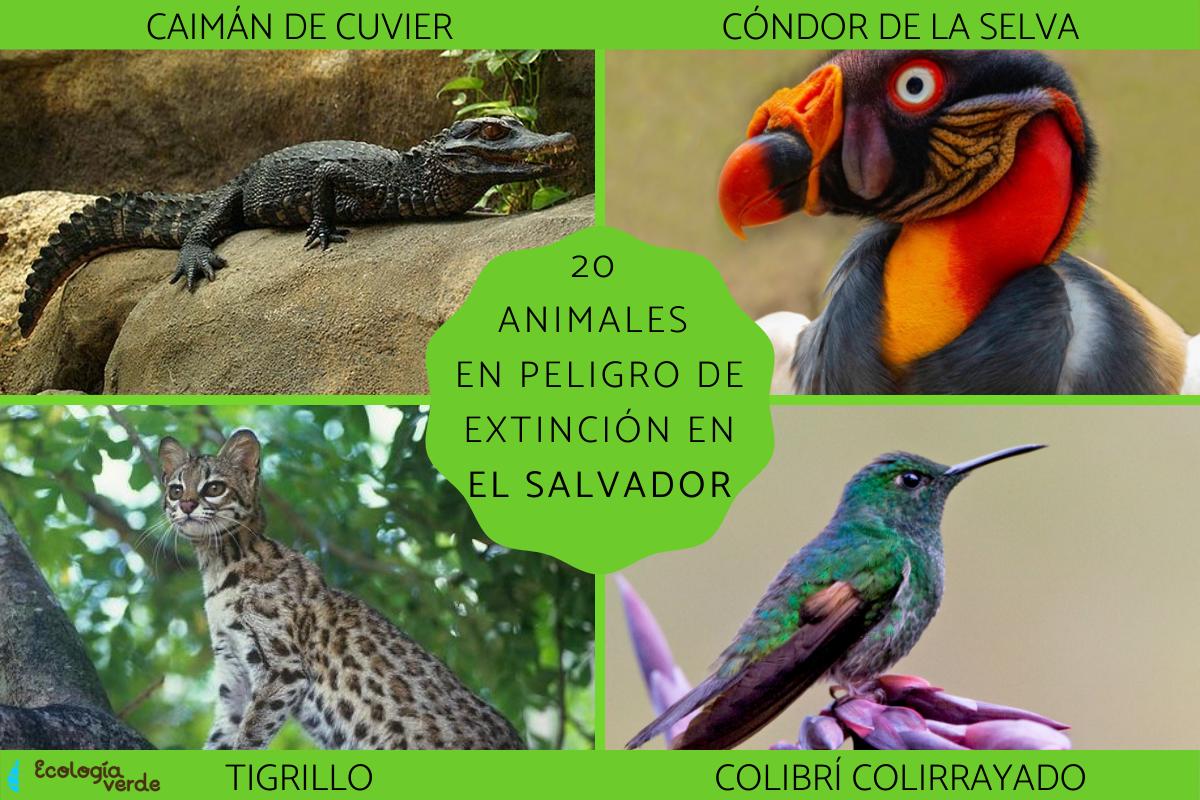 CAIMÁN DE CUVIER
CÓNDOR DE LA SELVA
20
ANIMALES
EN PELIGRO DE
EXTINCIÓN EN
EL SALVADOR
Ecología
verde
TIGRILLO
COLIBRÍ COLIRRAYADO